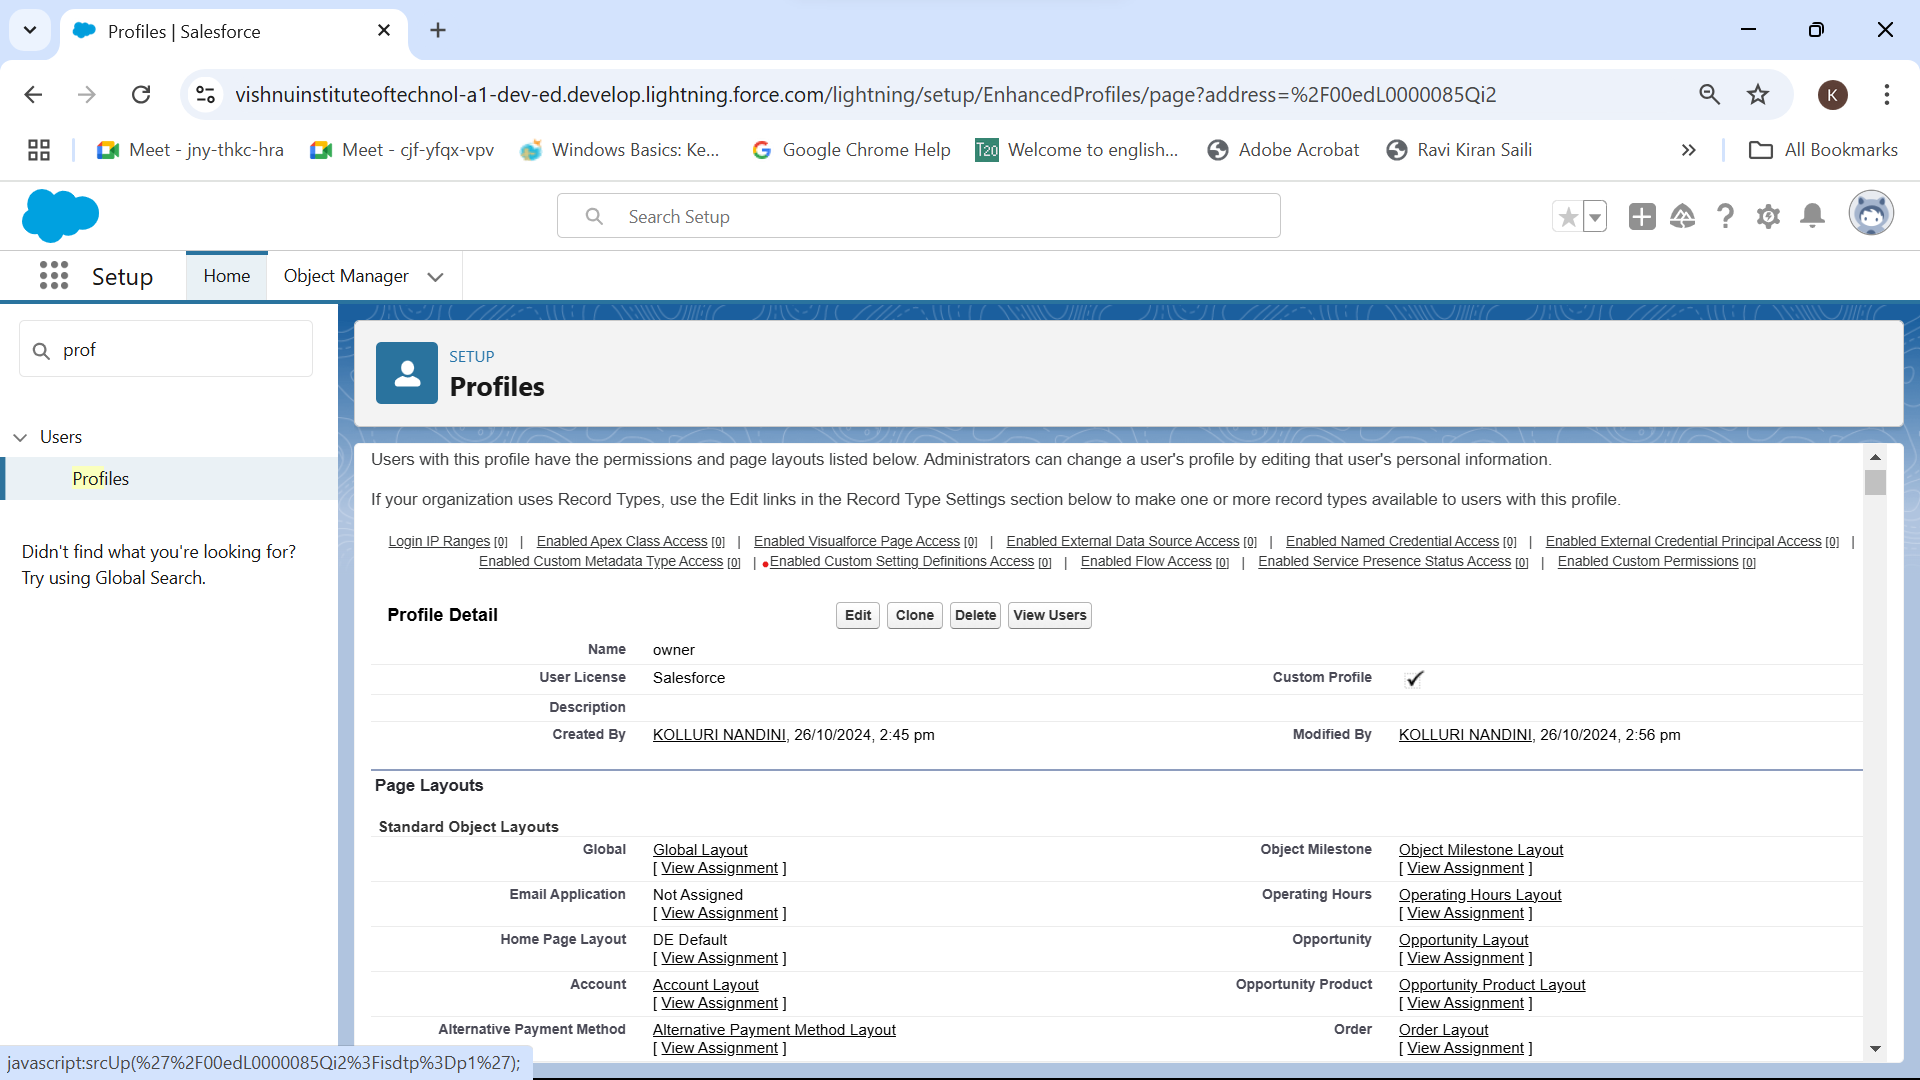 Profiles | Salesforce
vishnuinstituteoftechnol-a1-dev-ed.develop.lightning.force.com/lightning/setup/EnhancedProfiles/page?address=%2F00edL0000085Qi2
K
Meet - jny-thkc-hra
Meet - cjf-yfqx-vpv
Windows Basics: Ke...
Google Chrome Help
T20 Welcome to english...
Adobe Acrobat
Ravi Kiran Saili
All Bookmarks
Search Setup
Setup
Home
Object Manager
prof
Users
Profiles
Didn't find what you're looking for?
Try using Global Search.
SETUP
Profiles
Users with this profile have the permissions and page layouts listed below. Administrators can change a user's profile by editing that user's personal information.
If your organization uses Record Types, use the Edit links in the Record Type Settings section below to make one or more record types available to users with this profile.
Login IP Ranges [0] | Enabled Apex Class Access [0] | Enabled Visualforce Page Access [0] | Enabled External Data Source Access [0] | Enabled Named Credential Access [0] | Enabled External Credential Principal Access [0] |
Enabled Custom Metadata Type Access [0] | Enabled Custom Setting Definitions Access [0] | Enabled Flow Access [0] | Enabled Service Presence Status Access [0] | Enabled Custom Permissions [0]
Profile Detail
Edit Clone Delete View Users
Name owner
User License Salesforce Custom Profile ✓
Description
Created By KOLLURI NANDINI, 26/10/2024, 2:45 pm Modified By KOLLURI NANDINI, 26/10/2024, 2:56 pm
Page Layouts
Standard Object Layouts
Global Global Layout Object Milestone Object Milestone Layout
[ View Assignment ] [ View Assignment ]
Email Application Not Assigned Operating Hours Operating Hours Layout
[ View Assignment ] [ View Assignment ]
Home Page Layout DE Default Opportunity Opportunity Layout
[ View Assignment ] [ View Assignment ]
Account Account Layout Opportunity Product Opportunity Product Layout
[ View Assignment ] [ View Assignment ]
Alternative Payment Method Alternative Payment Method Layout Order Order Layout
[ View Assignment ] [ View Assignment ]
javascript:srcUp(%27%2F00edL0000085Qi2%3Fisdtp%3Dp1%27);